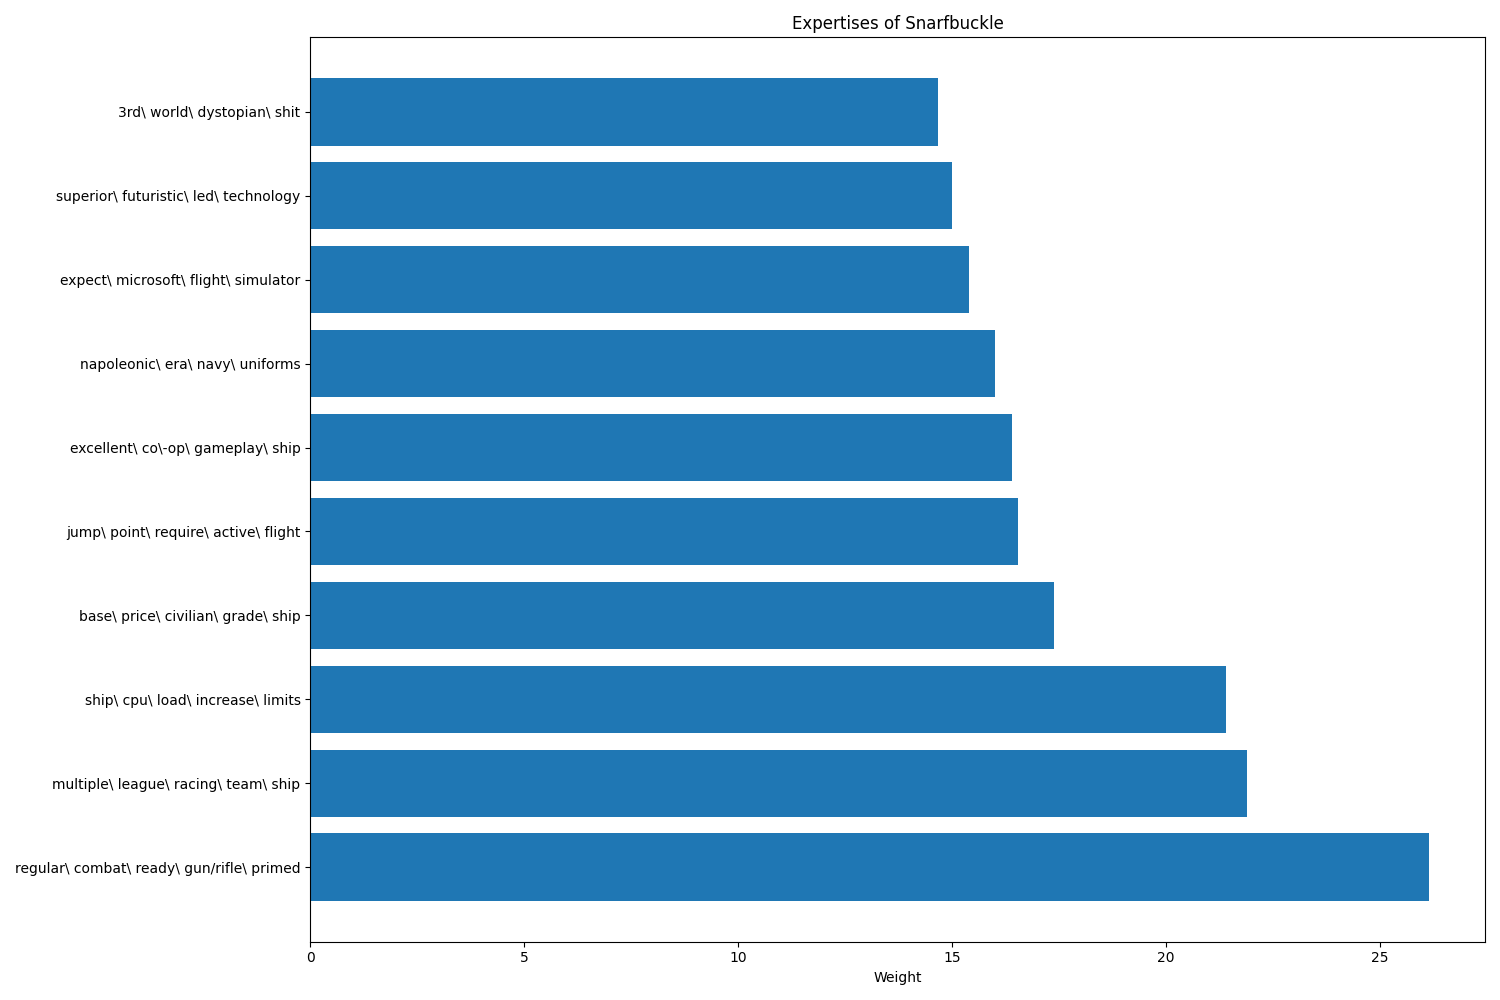 Expertises of Snarfbuckle
3rd\ world\ dystopian\ shit
superior\ futuristic\ led\ technology
expect\ microsoft\ flight\ simulator
napoleonic\ era\ navy\ uniforms
excellent\ co\-op\ gameplay\ ship
jump\ point\ require\ active\ flight
base\ price\ civilian\ grade\ ship
ship\ cpu\ load\ increase\ limits
multiple\ league\ racing\ team\ ship
regular\ combat\ ready\ gun/rifle\ primed
0 5 10 15 20 25
Weight